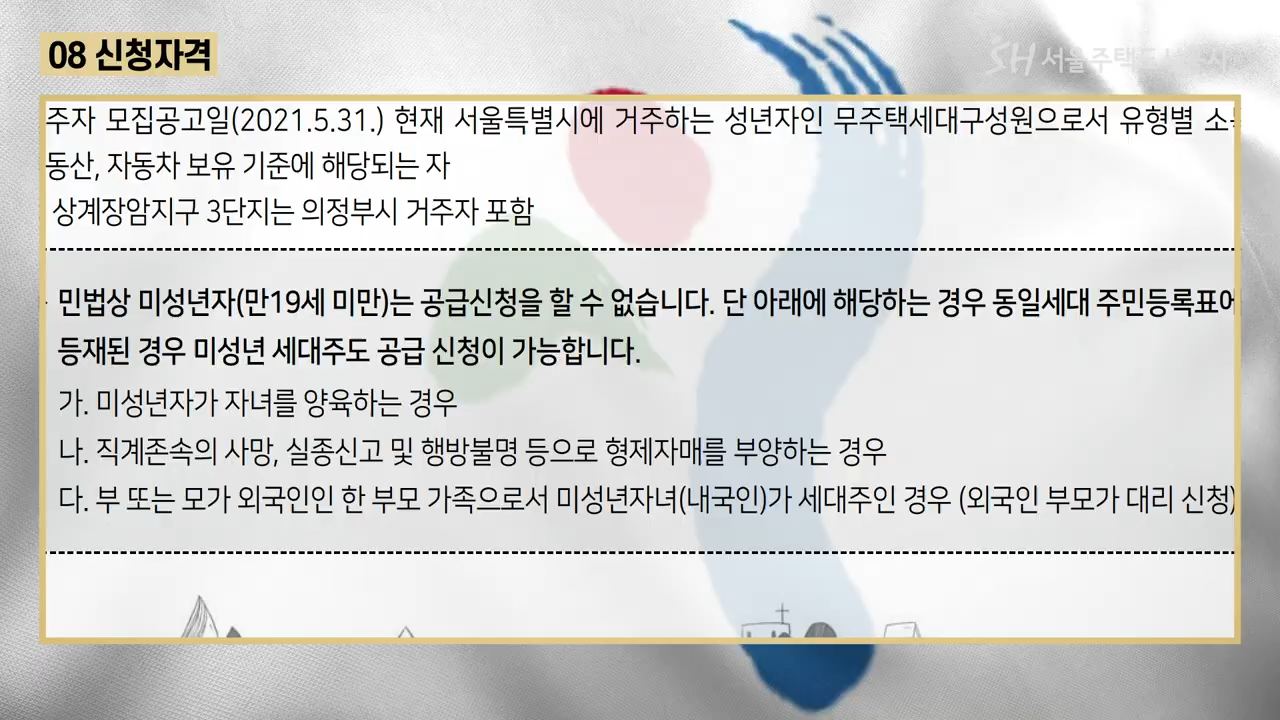 08 신청자격
SH 서울주택도시공사
주자 모집공고일(2021.5.31.) 현재 서울특별시에 거주하는 성년자인 무주택세대구성원으로서 유형별
동산, 자동차 보유 기준에 해당되는 자
상계장암지구 3단지는 의정부시 거주자 포함
민법상 미성년자(만19세 미만)는 공급신청을 할 수 없습니다. 단 아래에 해당하는 경우 동일세대 주민등록표에
등재된 경우 미성년 세대주도 공급 신청이 가능합니다.
가. 미성년자가 자녀를 양육하는 경우
나. 직계존속의 사망, 실종신고 및 행방불명 등으로 형제자매를 부양하는 경우
다. 부 또는 모가 외국인인 한 부모 가족으로서 미성년자녀(내국인)가 세대주인 경우 (외국인 부모가 대리 신청)